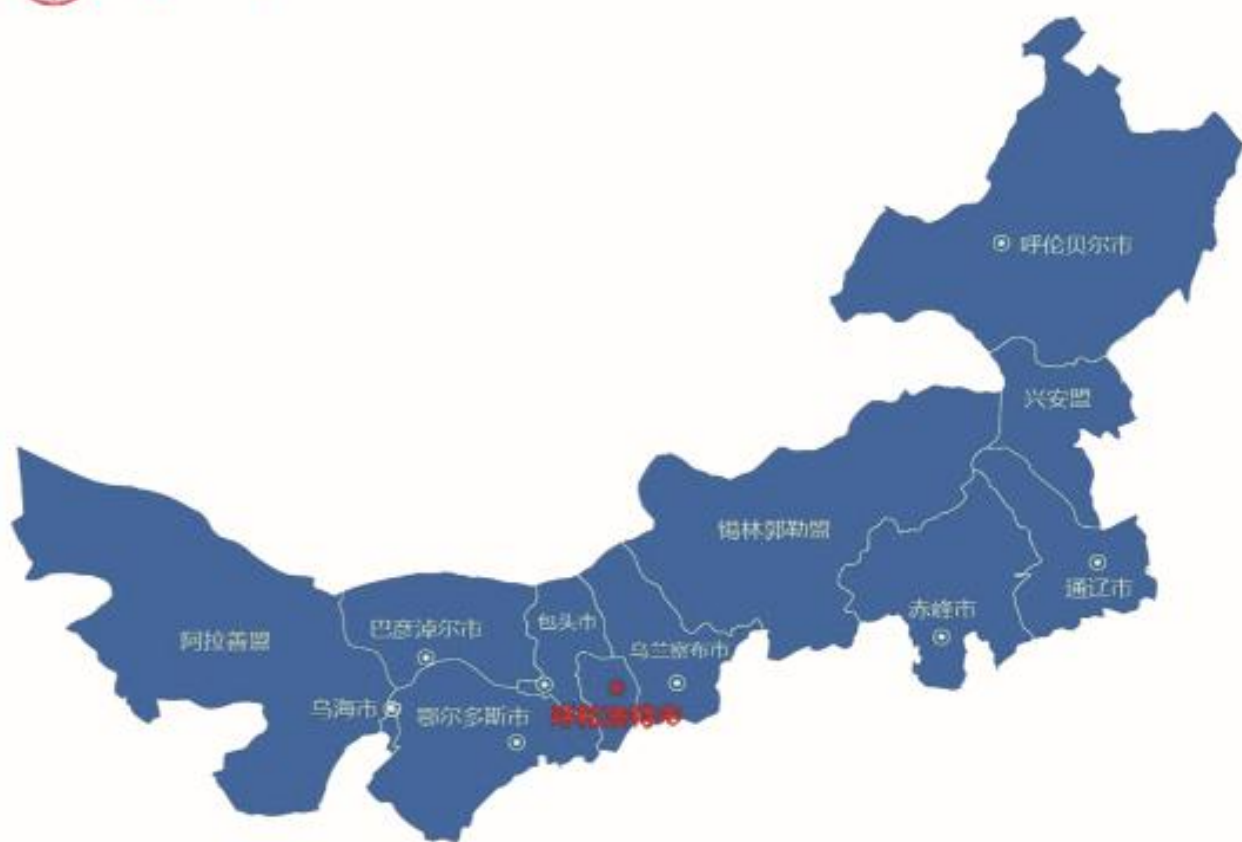 呼伦贝尔市
兴安盟
锡林郭勒盟
通辽市
赤峰市
包头市
巴彦淖尔市
阿拉善盟
乌兰察布市
乌海市
鄂尔多斯市
呼和浩特市